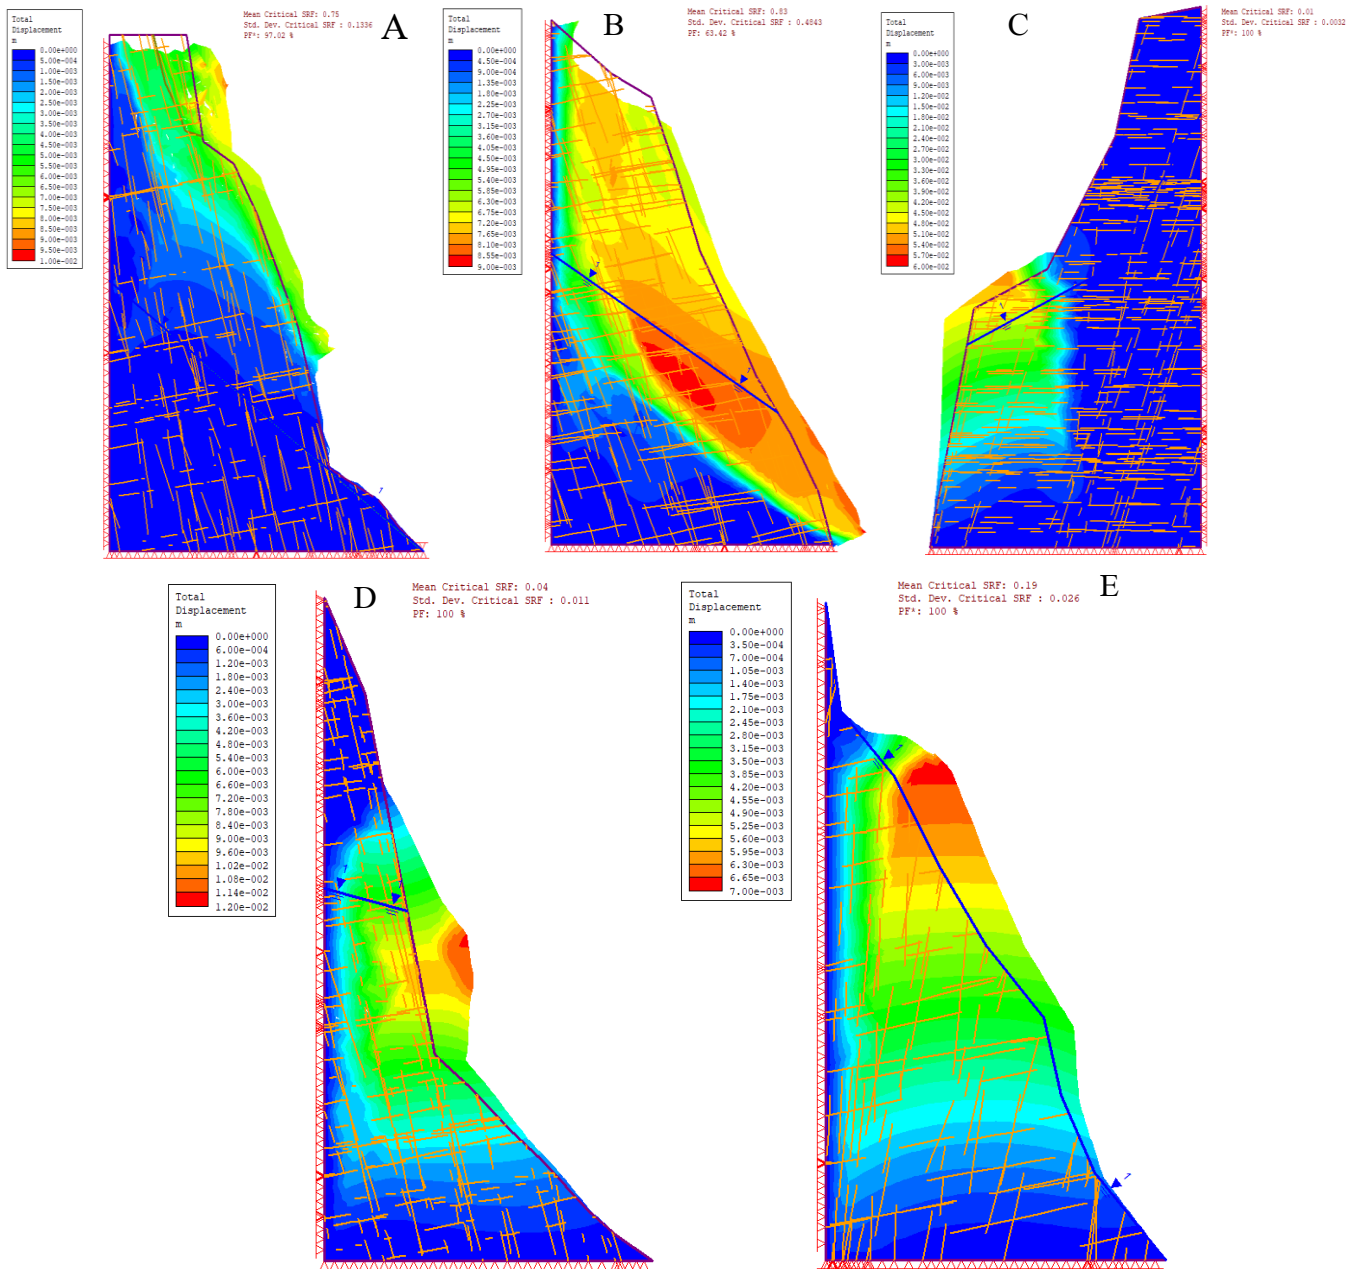 Total
Displacement
m
0.00e+000
5.00e-004
1.00e-003
1.50e-003
2.00e-003
2.50e-003
3.00e-003
3.50e-003
4.00e-003
4.50e-003
5.00e-003
5.50e-003
6.00e-003
6.50e-003
7.00e-003
7.50e-003
8.00e-003
8.50e-003
9.00e-003
9.50e-003
1.00e-002
Mean Critical SRF: 0.75
Std. Dev. Critical SRF : 0.1336
PF*: 97.02 %
A
1
Total
Displacement
m
0.00e+000
4.50e-004
9.00e-004
1.35e-003
1.80e-003
2.25e-003
2.70e-003
3.15e-003
3.60e-003
4.05e-003
4.50e-003
4.95e-003
5.40e-003
5.85e-003
6.30e-003
6.75e-003
7.20e-003
7.65e-003
8.10e-003
8.55e-003
9.00e-003
B
Mean Critical SRF: 0.83
Std. Dev. Critical SRF : 0.4843
PF: 63.42 %
1
1
Total
Displacement
m
0.00e+000
3.00e-003
6.00e-003
9.00e-003
1.20e-002
1.50e-002
1.80e-002
2.10e-002
2.40e-002
2.70e-002
3.00e-002
3.30e-002
3.60e-002
3.90e-002
4.20e-002
4.50e-002
4.80e-002
5.10e-002
5.40e-002
5.70e-002
6.00e-002
C
Mean Critical SRF: 0.01
Std. Dev. Critical SRF : 0.0032
PF*: 100 %
Total
Displacement
m
0.00e+000
6.00e-004
1.20e-003
1.80e-003
2.40e-003
3.00e-003
3.60e-003
4.20e-003
4.80e-003
5.40e-003
6.00e-003
6.60e-003
7.20e-003
7.80e-003
8.40e-003
9.00e-003
9.60e-003
1.02e-002
1.08e-002
1.14e-002
1.20e-002
D
Mean Critical SRF: 0.04
Std. Dev. Critical SRF : 0.011
PF: 100 %
1
1
Total
Displacement
m
0.00e+000
3.50e-004
7.00e-004
1.05e-003
1.40e-003
1.75e-003
2.10e-003
2.45e-003
2.80e-003
3.15e-003
3.50e-003
3.85e-003
4.20e-003
4.55e-003
4.90e-003
5.25e-003
5.60e-003
5.95e-003
6.30e-003
6.65e-003
7.00e-003
Mean Critical SRF: 0.19
Std. Dev. Critical SRF : 0.026
PF*: 100 %
E
1
1